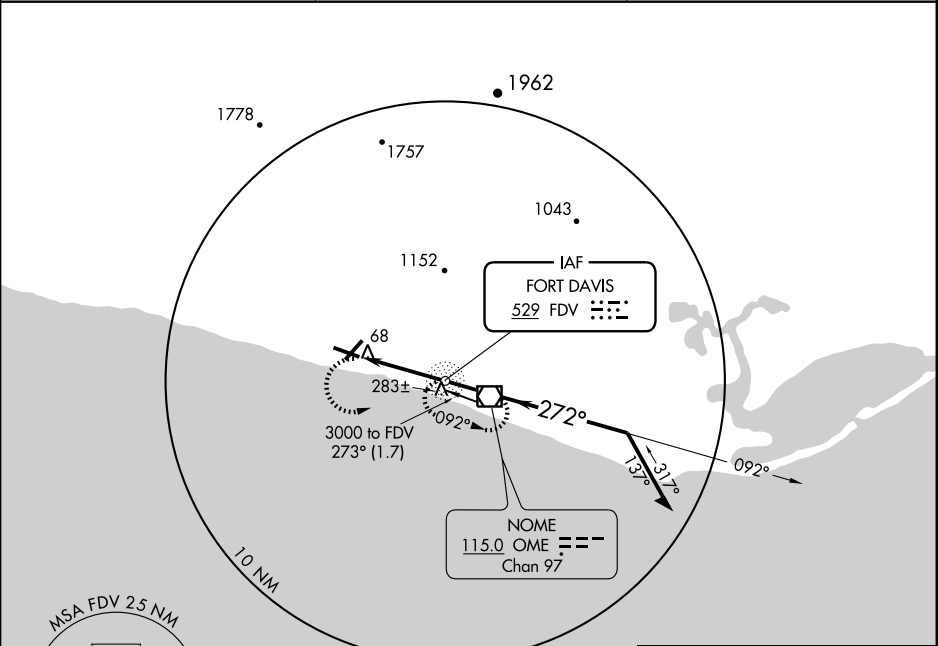 1962
1778
1757
1043
1152
IAF
FORT DAVIS
529 FDV
68
283±
272°
092°
3000 to FDV
273° (1.7)
092°
317°
137°
NOME
115.0 OME
Chan 97
10 NM
MSA FDV 25 NM